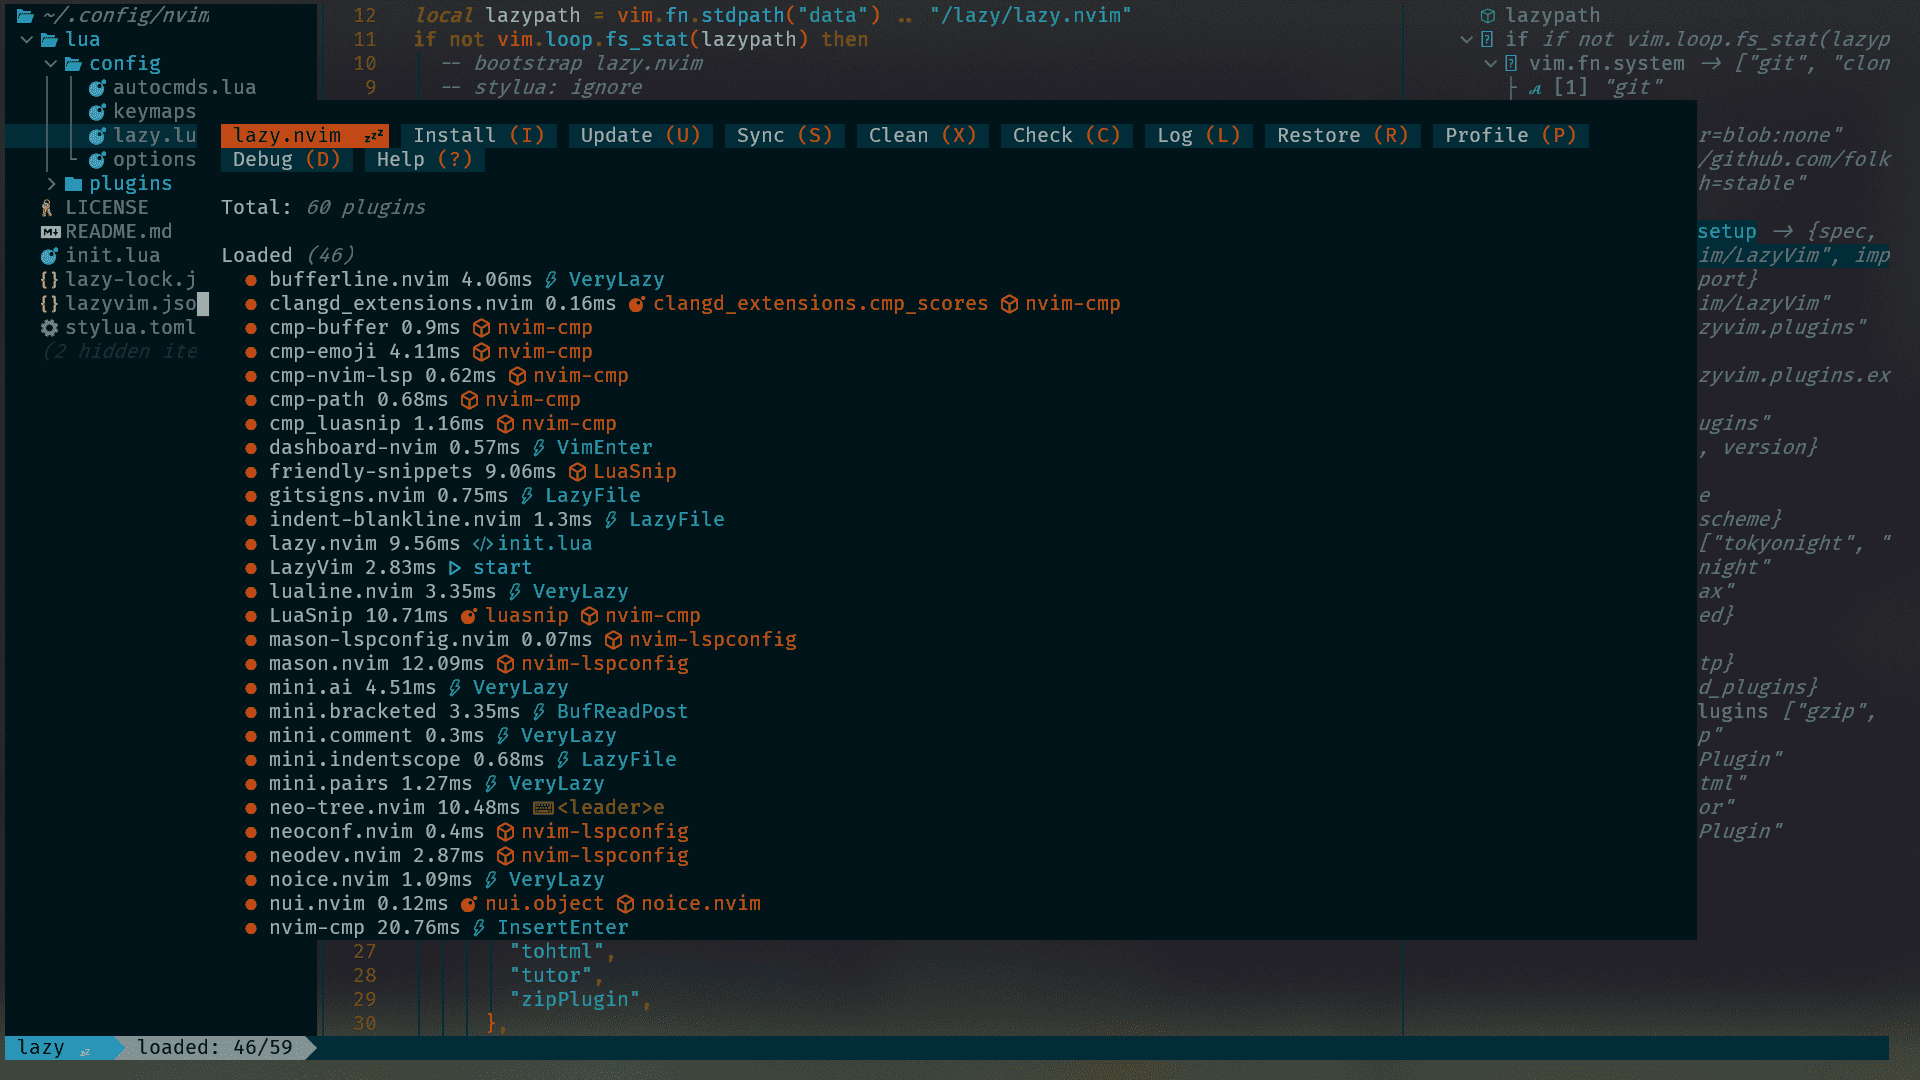 ~/.config/nvim
lua
config
autocmds.lua
keymaps
lazy.lu
options
plugins
LICENSE
README.md
init.lua
lazy-lock.j
lazyvim.jso
stylua.toml
(2 hidden ite
12 local lazypath = vim.fn.stdpath("data") .. "/lazy/lazy.nvim"
11 if not vim.loop.fs_stat(lazypath) then
10 -- bootstrap lazy.nvim
9 -- stylua: ignore
lazy.nvim zzZ Install (I) Update (U) Sync (S) Clean (X) Check (C) Log (L) Restore (R) Profile (P)
Debug (D) Help (?)
Total: 60 plugins
Loaded (46)
bufferline.nvim 4.06ms VeryLazy
clangd_extensions.nvim 0.16ms clangd_extensions.cmp_scores nvim-cmp
cmp-buffer 0.9ms nvim-cmp
cmp-emoji 4.11ms nvim-cmp
cmp-nvim-lsp 0.62ms nvim-cmp
cmp-path 0.68ms nvim-cmp
cmp_luasnip 1.16ms nvim-cmp
dashboard-nvim 0.57ms VimEnter
friendly-snippets 9.06ms LuaSnip
gitsigns.nvim 0.75ms LazyFile
indent-blankline.nvim 1.3ms LazyFile
lazy.nvim 9.56ms init.lua
LazyVim 2.83ms start
lualine.nvim 3.35ms VeryLazy
LuaSnip 10.71ms luasnip nvim-cmp
mason-lspconfig.nvim 0.07ms nvim-lspconfig
mason.nvim 12.09ms nvim-lspconfig
mini.ai 4.51ms VeryLazy
mini.bracketed 3.35ms BufReadPost
mini.comment 0.3ms VeryLazy
mini.indentscope 0.68ms LazyFile
mini.pairs 1.27ms VeryLazy
neo-tree.nvim 10.48ms <leader>e
neoconf.nvim 0.4ms nvim-lspconfig
neodev.nvim 2.87ms nvim-lspconfig
noice.nvim 1.09ms VeryLazy
nui.nvim 0.12ms nui.object noice.nvim
nvim-cmp 20.76ms InsertEnter
27 "tohtml",
28 "tutor",
29 "zipPlugin",
30 },
lazypath
if if not vim.loop.fs_stat(lazyp
vim.fn.system -> ["git", "clon
[1] "git"
r=blob:none"
/github.com/folk
h=stable"
setup -> {spec,
im/LazyVim", imp
port}
im/LazyVim"
zyvim.plugins"
zyvim.plugins.ex
ugins"
, version}
e
scheme}
["tokyonight", "
night"
ax"
ed}
tp}
d_plugins}
lugins ["gzip",
p"
Plugin"
tml"
or"
Plugin"
lazy zZ loaded: 46/59